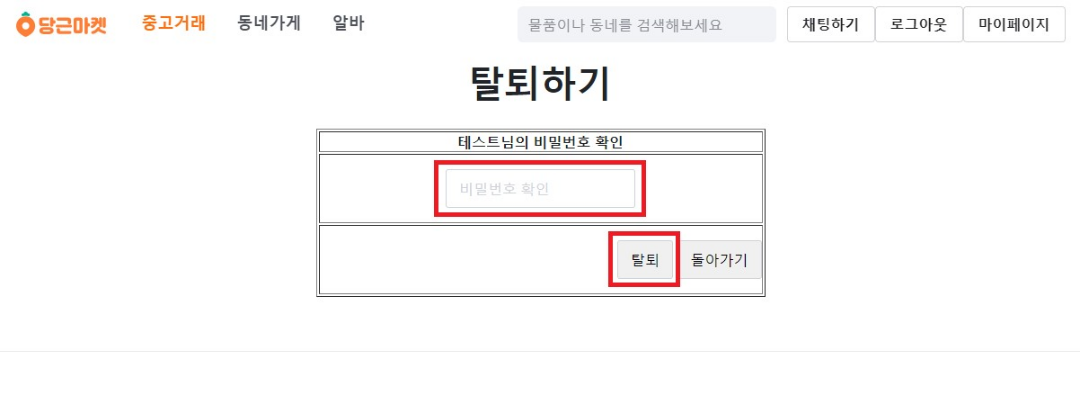 당근마켓 중고거래 동네가게 알바 물품이나 동네를 검색해보세요 채팅하기 로그아웃 마이페이지
탈퇴하기
테스트님의 비밀번호 확인
비밀번호 확인
탈퇴 돌아가기